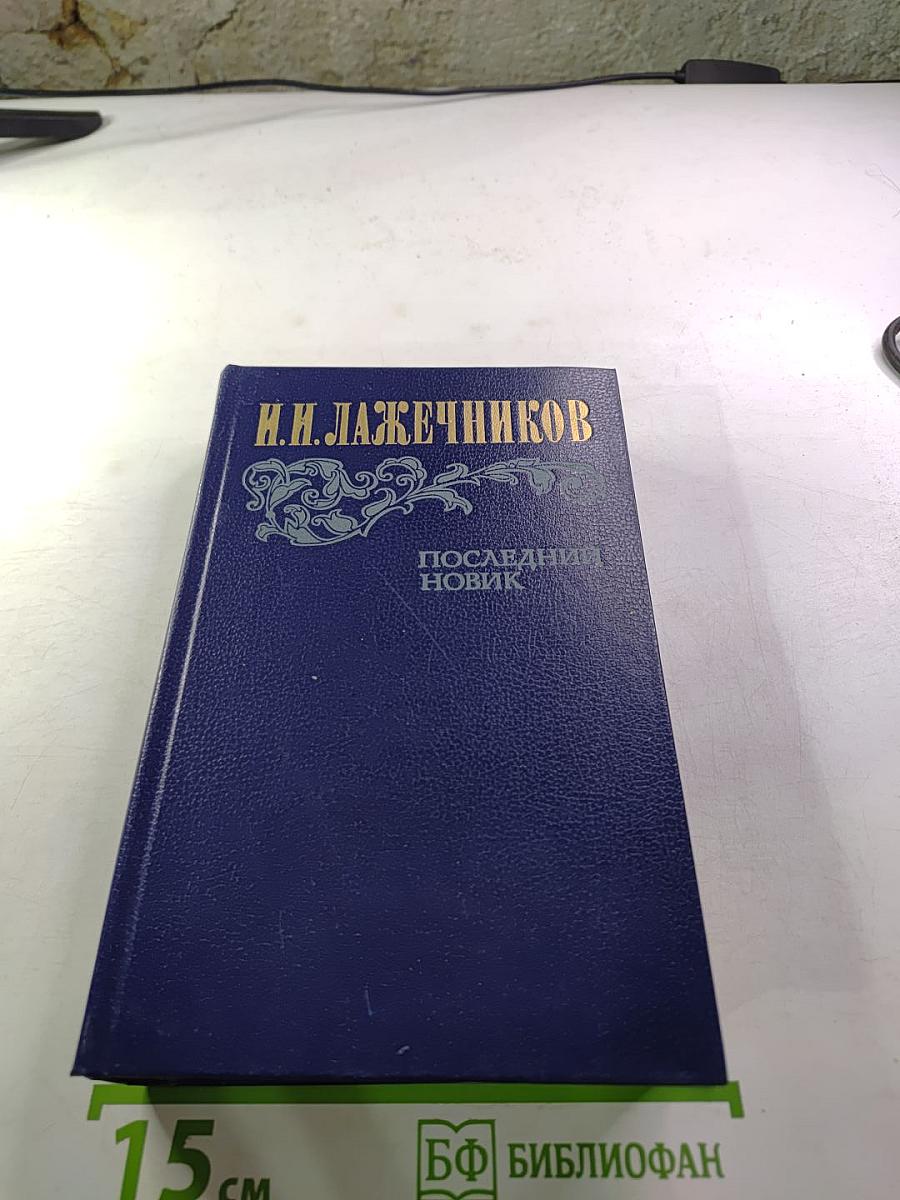 И.И.ЛАЖЕЧНИКОВ
ПОСЛЕДНИЙ
НОВИК
15 см
БФ БИБЛИОФАН